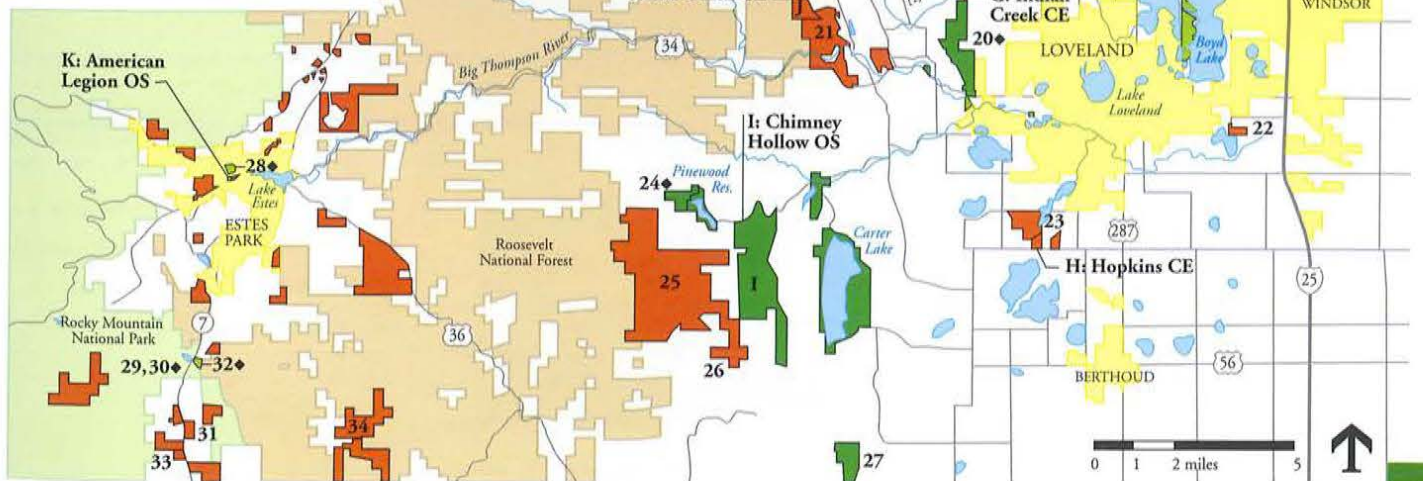 Creek CE
WINDSOR
21
20
34
Big Thompson River
LOVELAND
Boyd
Lake
K: American
Legion OS
Lake
Loveland
I: Chimney
Hollow OS
22
28
Lake
Estes
24
Pinewood
Res.
ESTES
PARK
23
287
Roosevelt
National Forest
Carter
Lake
H: Hopkins CE
25
I
25
Rocky Mountain
National Park
7
36
29,30
32
26
56
BERTHOUD
31
34
33
27
0 1 2 miles 5